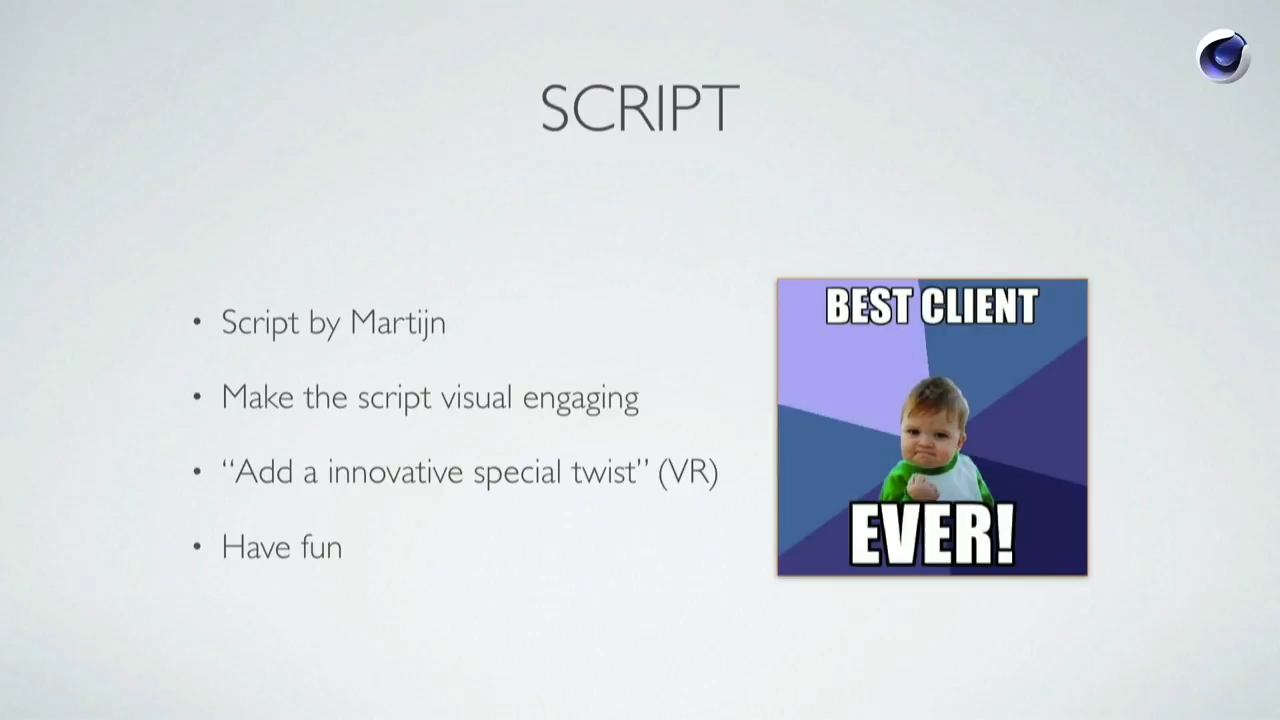 SCRIPT
• Script by Martijn
• Make the script visual engaging
• “Add a innovative special twist” (VR)
• Have fun
BEST CLIENT
EVER!